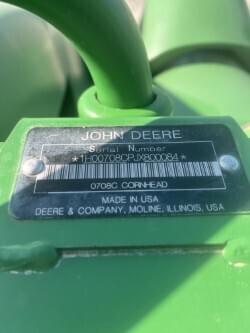 JOHN DEERE
Serial Number
*1H00708CPJX800084*
0708C CORNHEAD
MADE IN USA
DEERE & COMPANY, MOLINE, ILLINOIS, USA